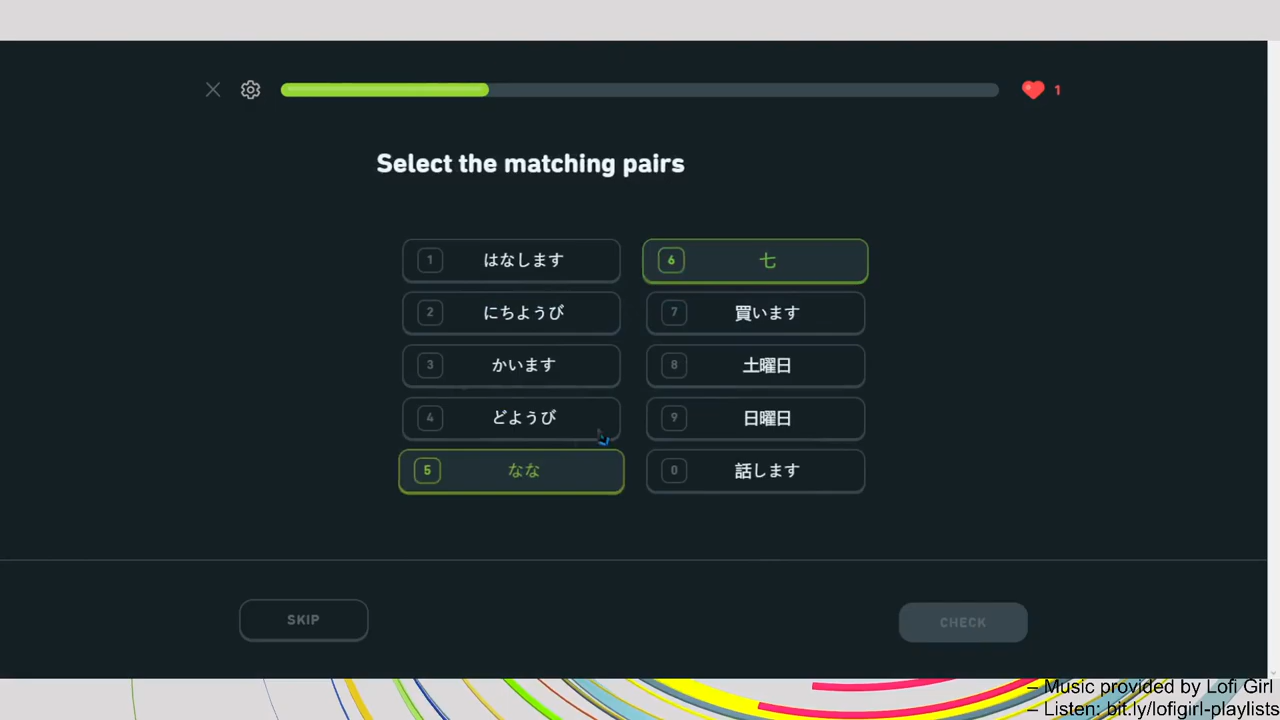 1
Select the matching pairs
1 はなします
6 七
2 にちようび
7 買います
3 かいます
8 土曜日
4 どようび
9 日曜日
5 なな
0 話します
SKIP
CHECK
– Music provided by Lofi Girl
– Listen: bit.ly/lofigirl-playlists